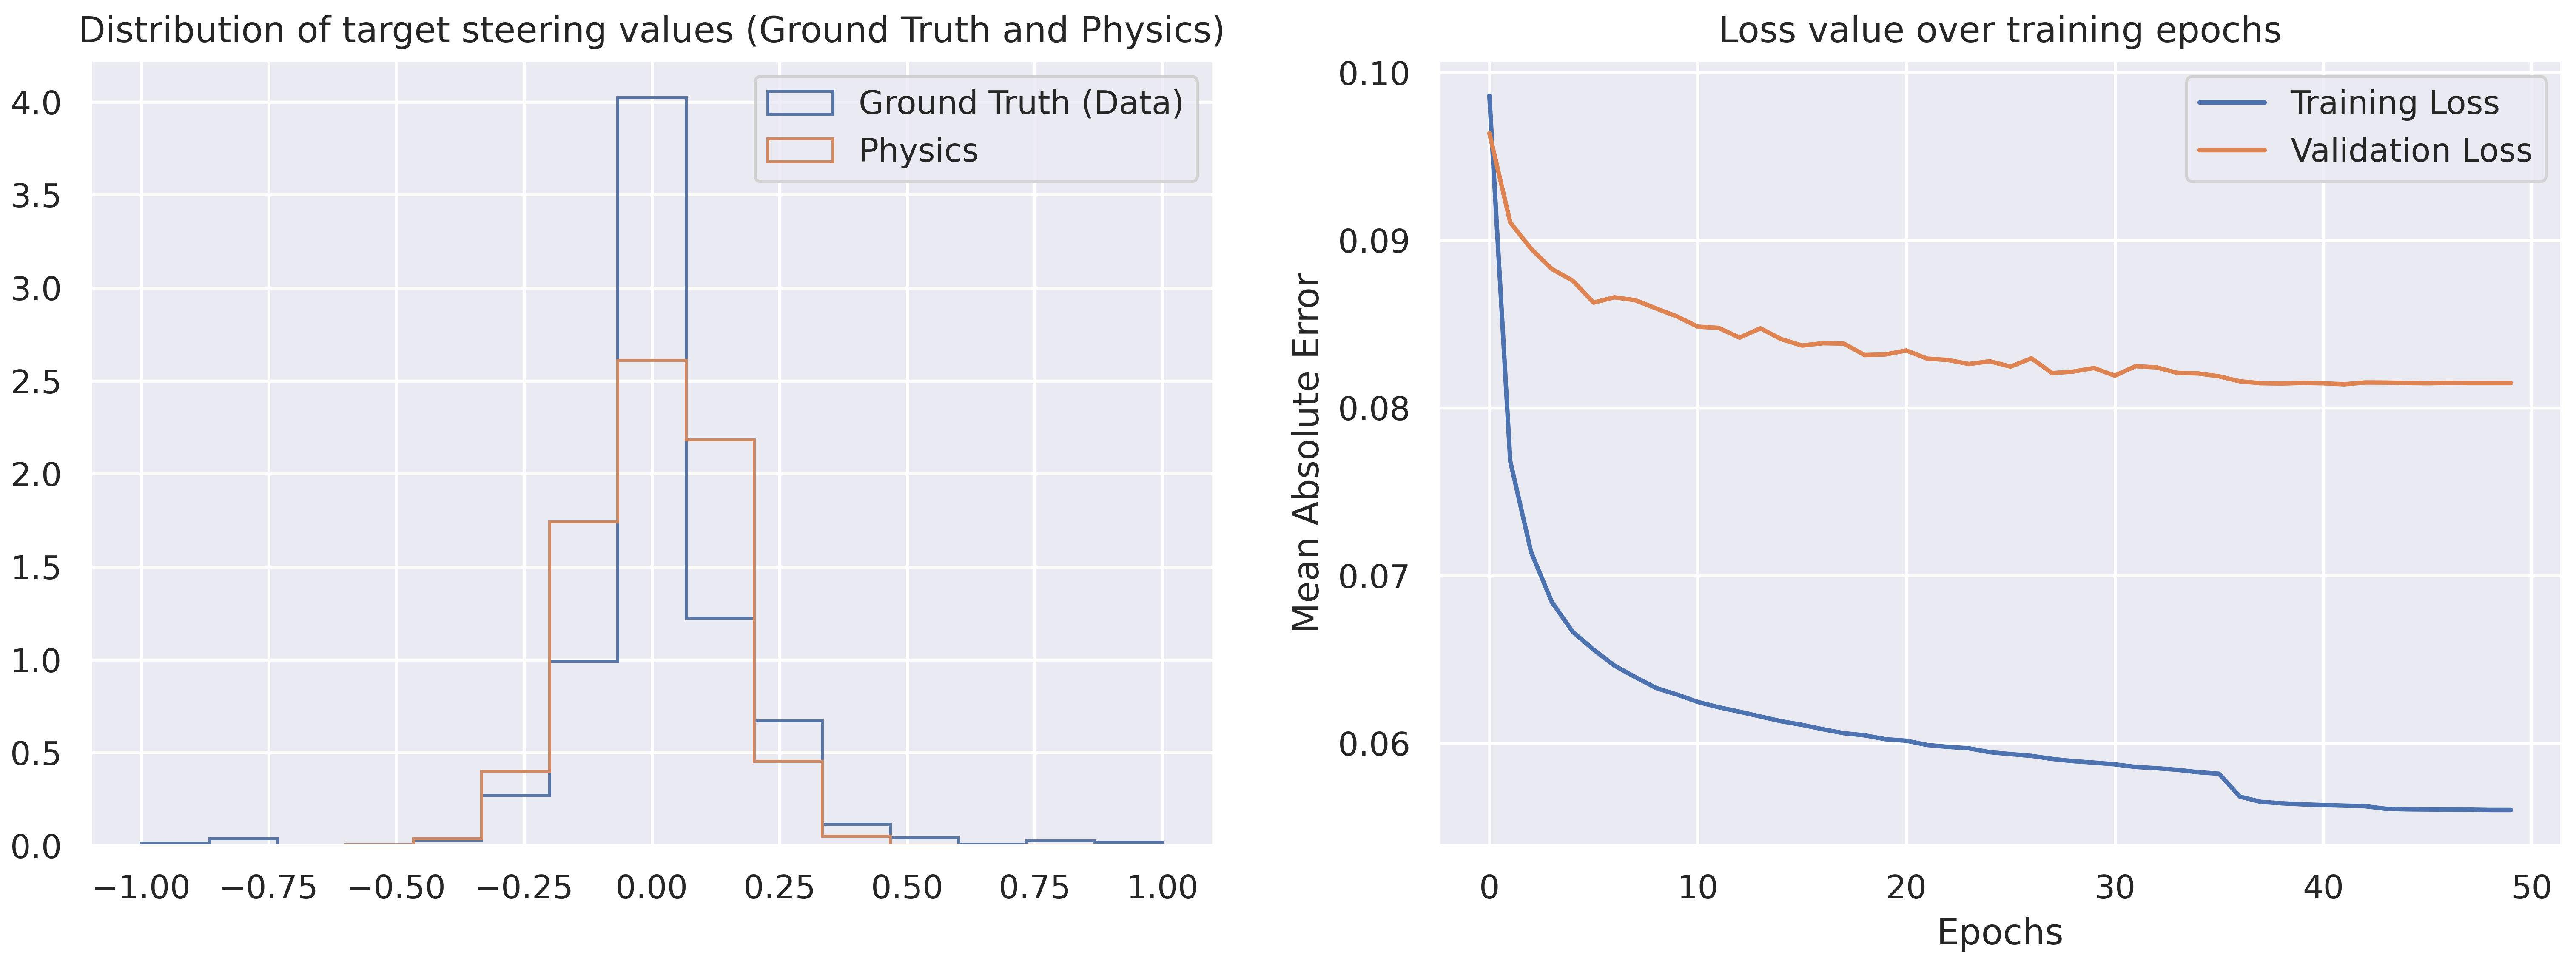 Distribution of target steering values (Ground Truth and Physics)
4.0
3.5
3.0
2.5
2.0
1.5
1.0
0.5
0.0
Ground Truth (Data)
Physics
−1.00 −0.75 −0.50 −0.25 0.00 0.25 0.50 0.75 1.00
Loss value over training epochs
Mean Absolute Error
0.10
0.09
0.08
0.07
0.06
Training Loss
Validation Loss
0 10 20 30 40 50
Epochs